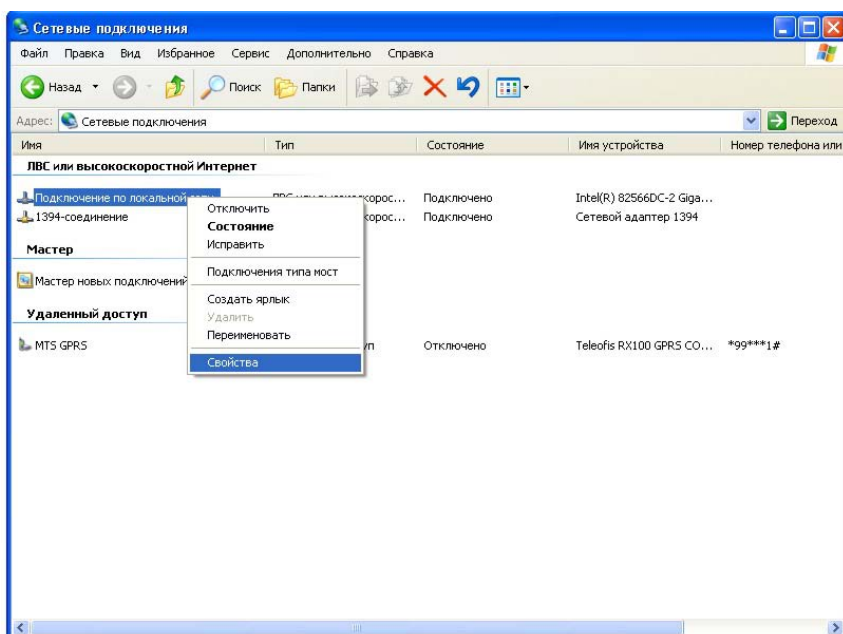 Сетевые подключения
Файл Правка Вид Избранное Сервис Дополнительно Справка
Назад Поиск Папки
Адрес: Сетевые подключения Переход
Имя Тип Состояние Имя устройства Номер телефона или
ЛВС или высокоскоростной Интернет
Подключение по локальной Подключено Intel(R) 82566DC-2 Giga...
1394-соединение Подключено Сетевой адаптер 1394
Мастер
Мастер новых подключений
Удаленный доступ
MTS GPRS Отключено Teleofis RX100 GPRS CO... *99***1#
Отключить
Состояние
Исправить
Подключения типа мост
Создать ярлык
Удалить
Переименовать
Свойства